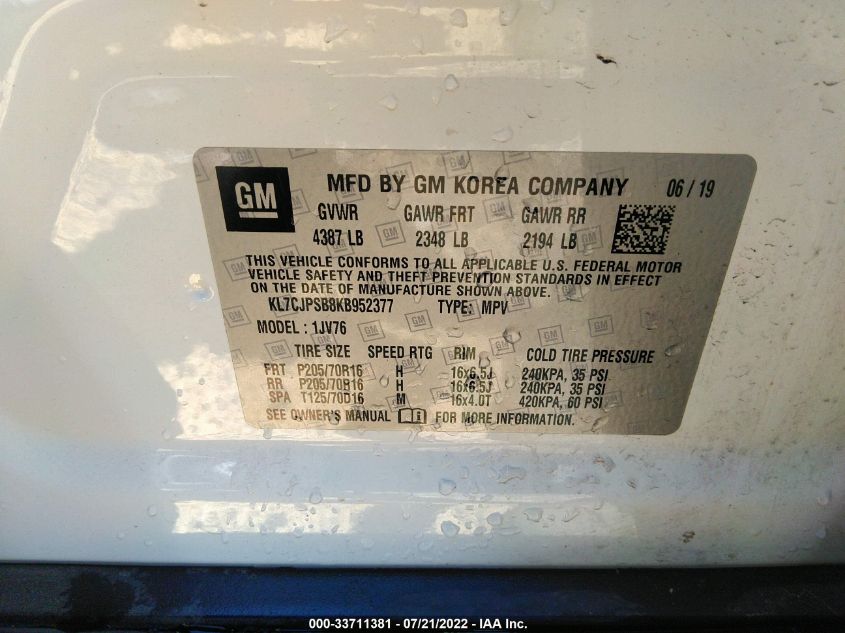 GM
MFD BY GM KOREA COMPANY 06/19
GVWR GAWR FRT GAWR RR
4387 LB 2348 LB 2194 LB
THIS VEHICLE CONFORMS TO ALL APPLICABLE U.S. FEDERAL MOTOR
VEHICLE SAFETY AND THEFT PREVENTION STANDARDS IN EFFECT
ON THE DATE OF MANUFACTURE SHOWN ABOVE.
KL7CJPSB8KB952377 TYPE: MPV
MODEL : 1JV76
TIRE SIZE SPEED RTG RIM COLD TIRE PRESSURE
FRT P205/70R16 H 16x6.5J 240KPA, 35 PSI
RR P205/70R16 H 16x6.5J 240KPA, 35 PSI
SPA T125/70D16 M 16x4.0T 420KPA, 60 PSI
SEE OWNER'S MANUAL FOR MORE INFORMATION.
000-33711381 - 07/21/2022 - IAA Inc.